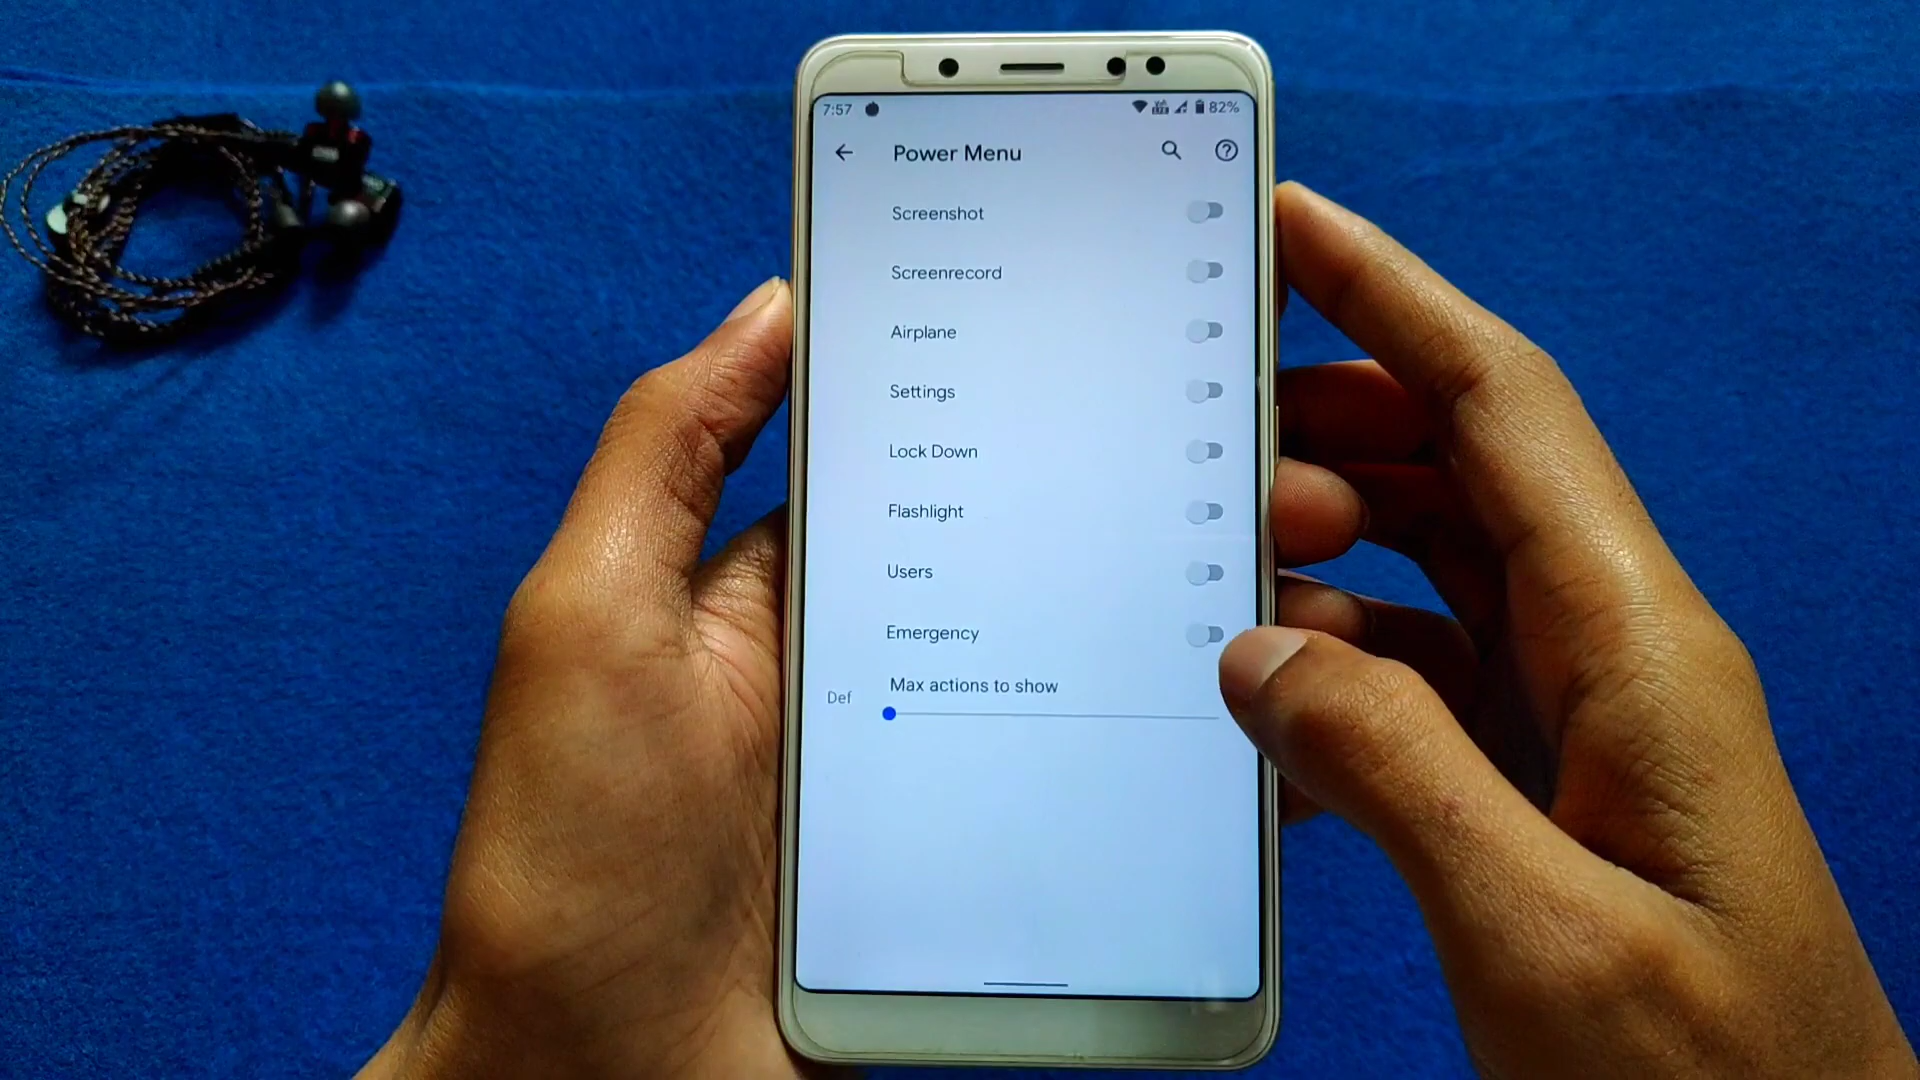 7:57 82%
Power Menu
Screenshot
Screenrecord
Airplane
Settings
Lock Down
Flashlight
Users
Emergency
Max actions to show
Def